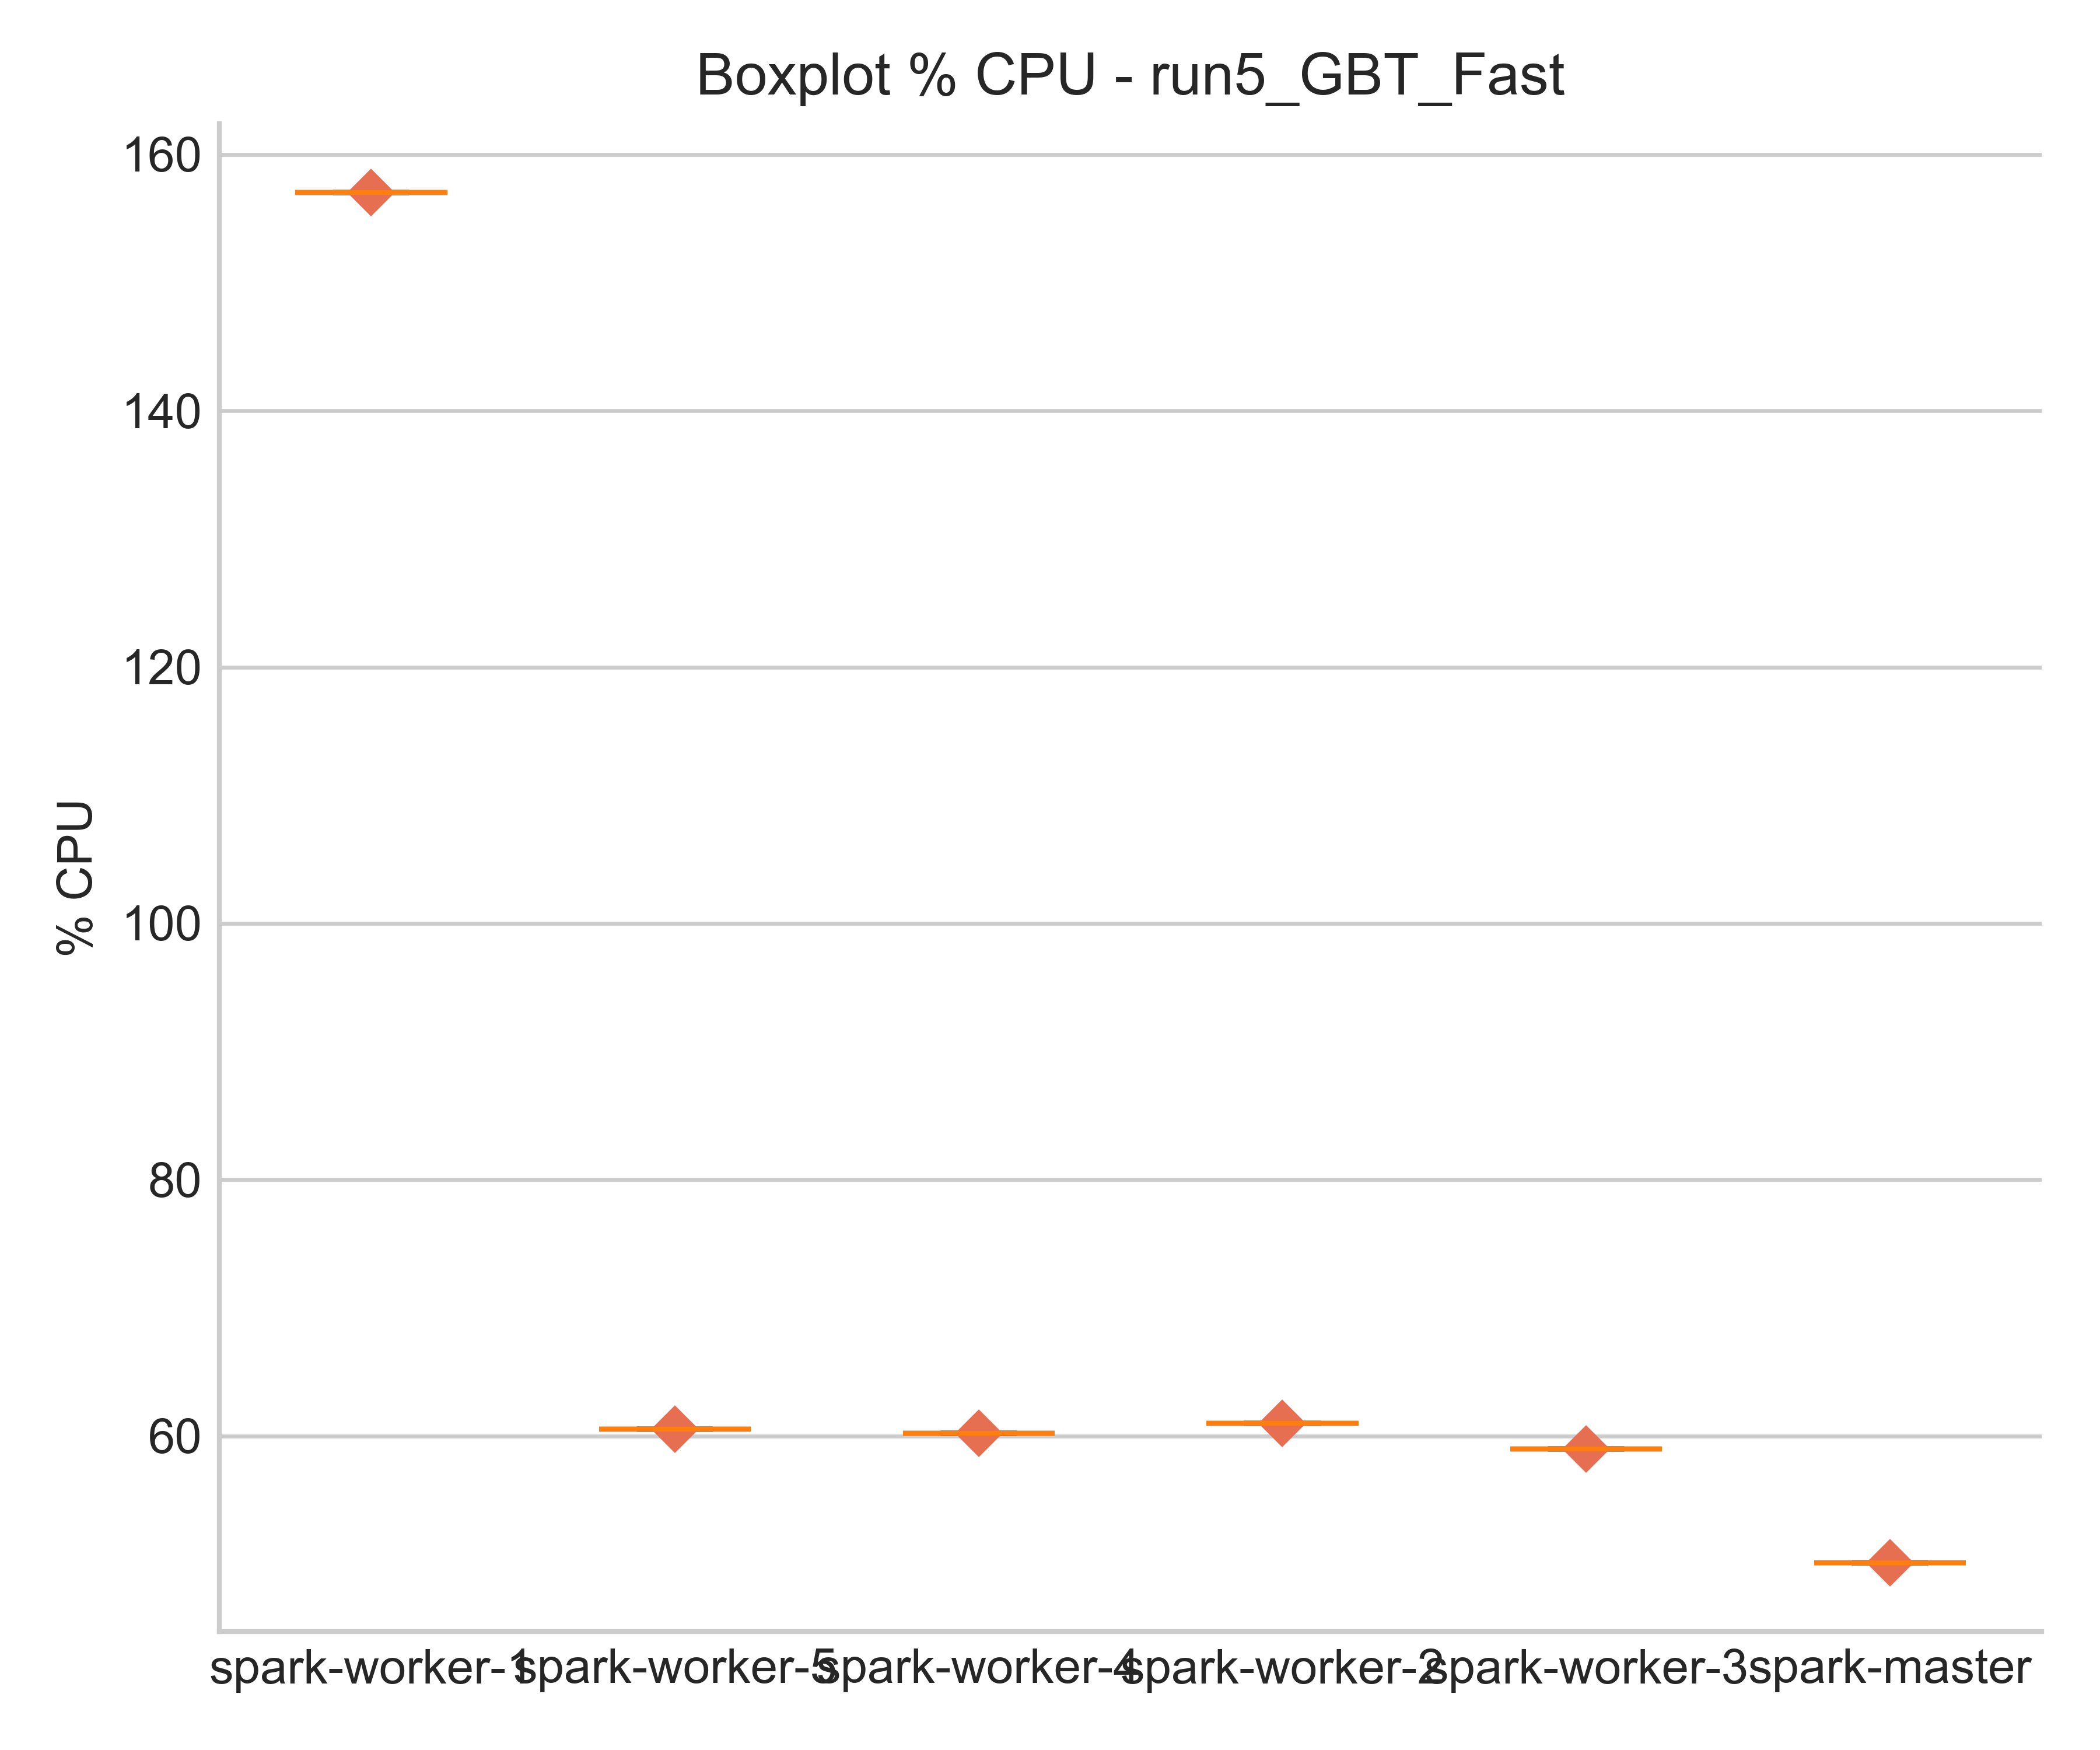 Boxplot % CPU - run5_GBT_Fast
160
140
120
100
80
60
% CPU
spark-worker-1
spark-worker-5
spark-worker-4
spark-worker-2
spark-worker-3
spark-master